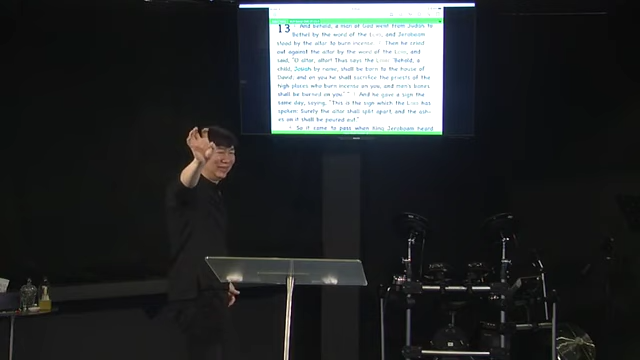 13 And behold, a man of God went from Judah to
Bethel by the word of the LORD, and Jeroboam
stood by the altar to burn incense. Then he cried
out against the altar by the word of the LORD, and
said, "O altar, altar! Thus says the LORD: 'Behold, a
child, Josiah by name, shall be born to the house of
David; and on you he shall sacrifice the priests of the
high places who burn incense on you, and men's bones
shall be burned on you.'" And he gave a sign the
same day, saying, "This is the sign which the LORD has
spoken: Surely the altar shall split apart, and the ash-
es on it shall be poured out."
So it came to pass when King Jeroboam heard